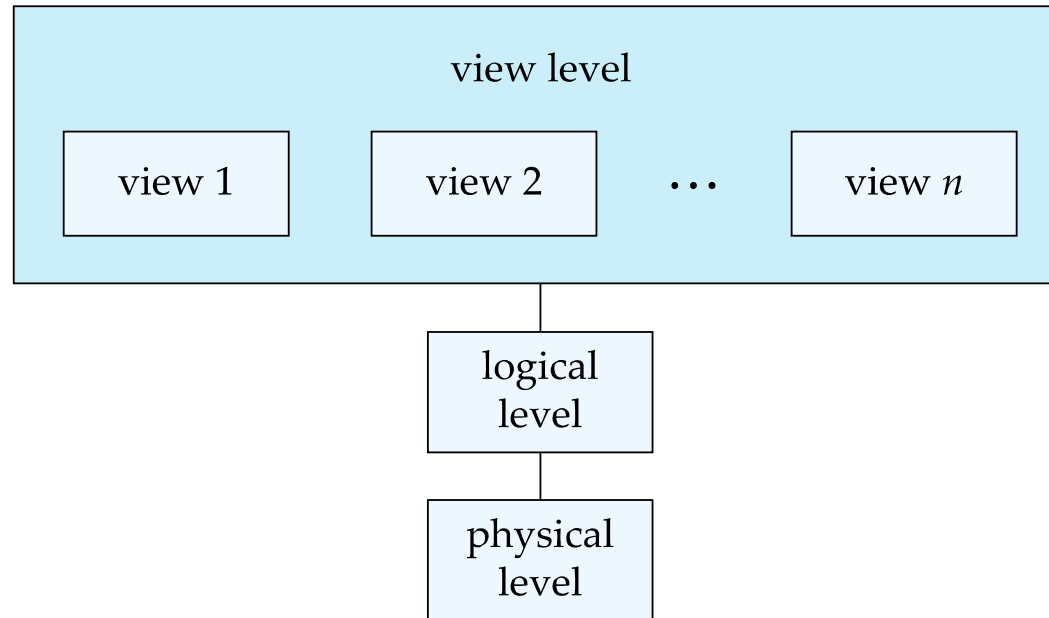 view level
view 1 view 2 ... view n
logical
level
physical
level